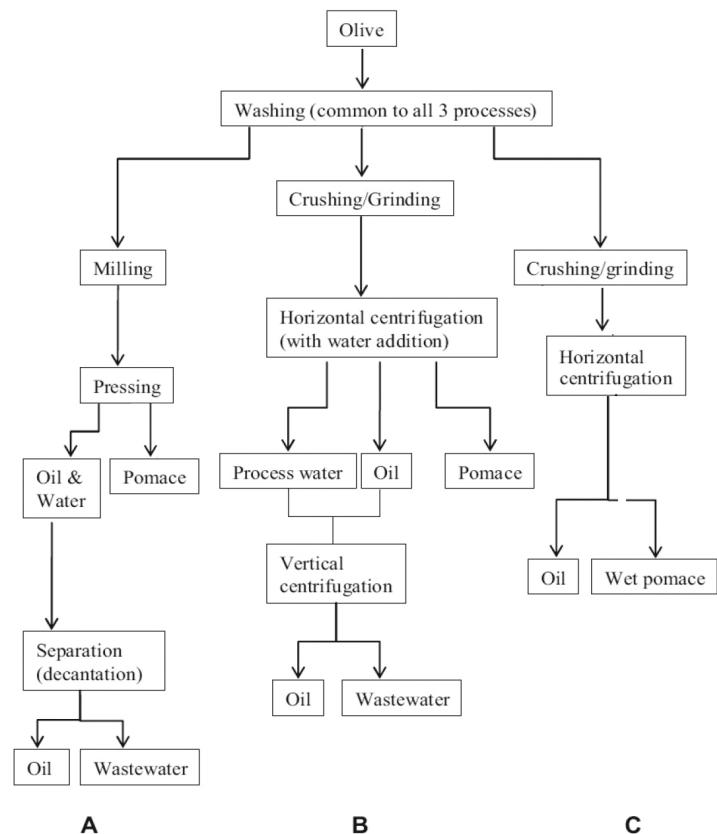 Olive
Washing (common to all 3 processes)
Crushing/Grinding
Milling
Crushing/grinding
Horizontal centrifugation
(with water addition)
Horizontal
centrifugation
Pressing
Oil &
Water
Pomace
Process water
Oil
Pomace
Vertical
centrifugation
Oil
Wet pomace
Separation
(decantation)
Oil
Wastewater
Oil
Wastewater
A
B
C